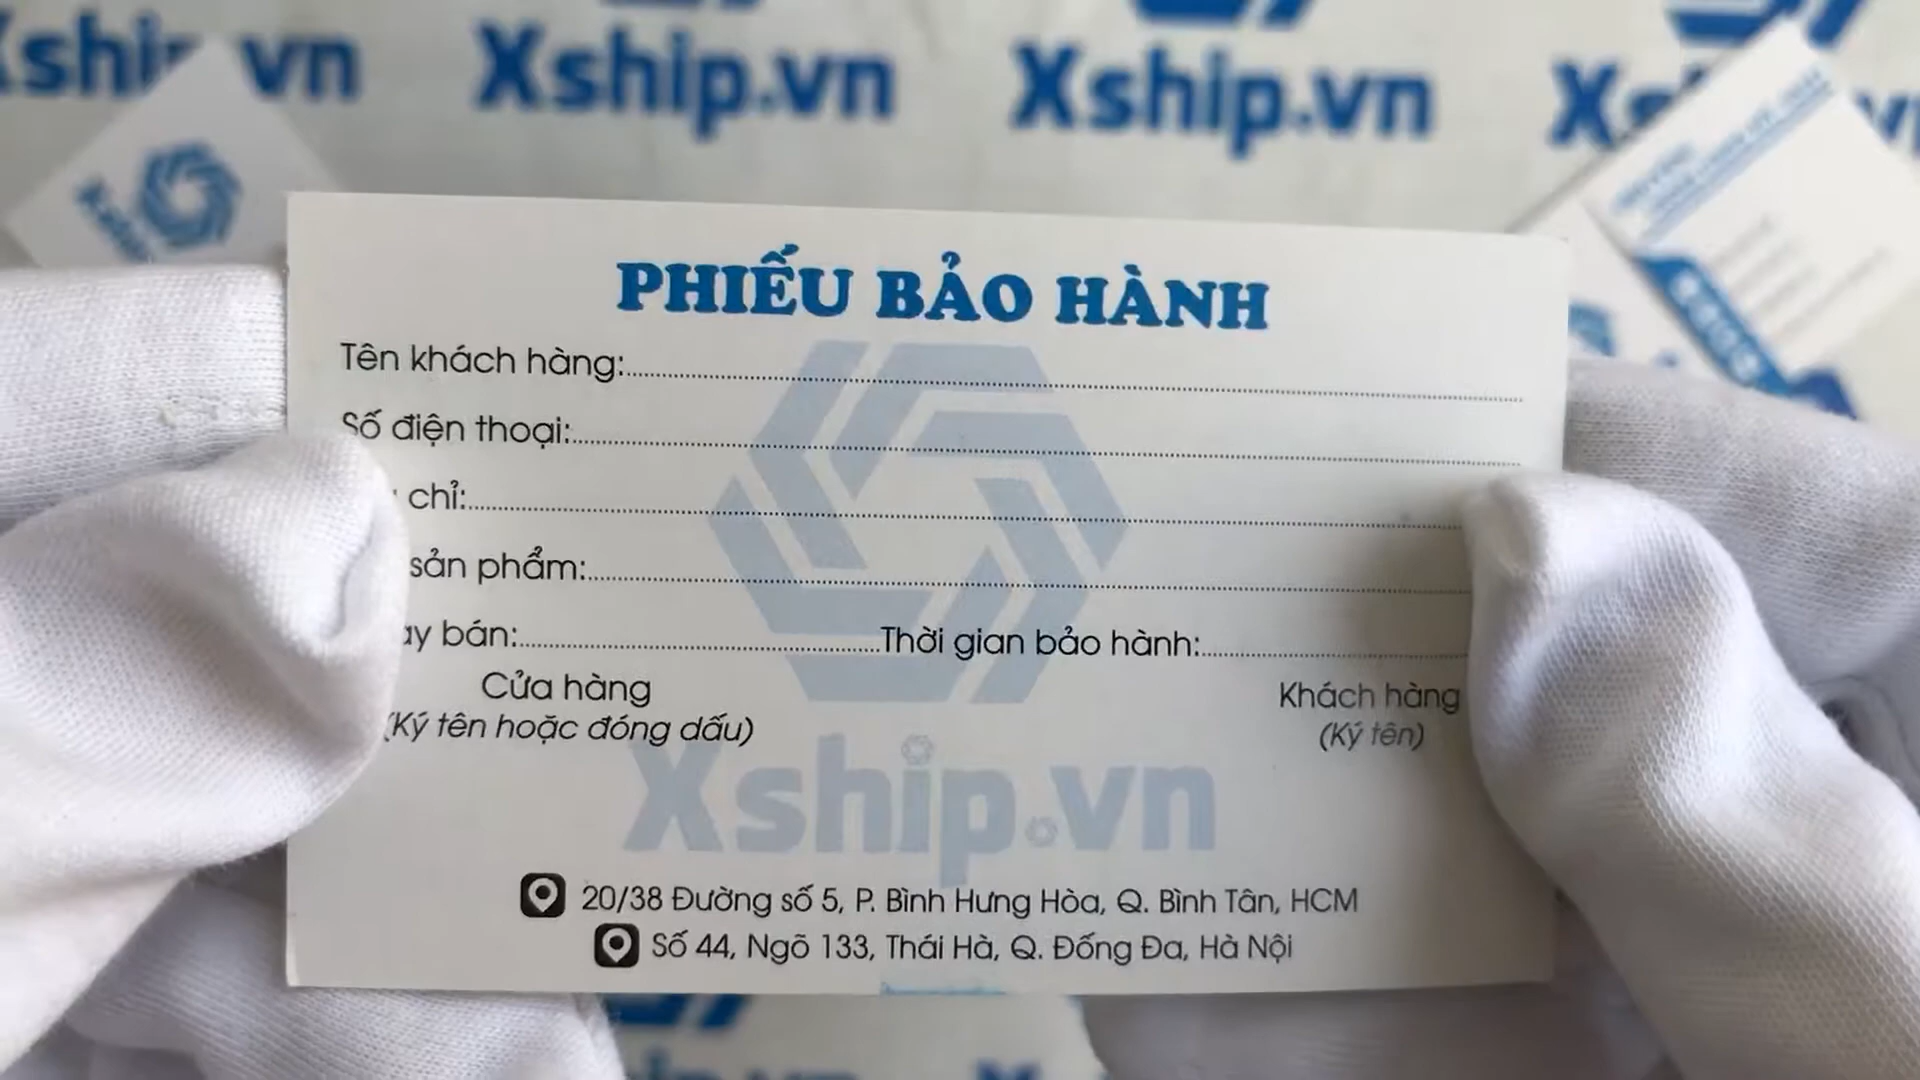 Xship.vn Xship.vn
Xship
PHIẾU BẢO HÀNH
Tên khách hàng:
Số điện thoại:
chỉ:
sản phẩm:
ay bán: Thời gian bảo hành:
Cửa hàng Khách hàng
(Ký tên hoặc đóng dấu) (Ký tên)
Xship.vn
20/38 Đường số 5, P. Bình Hưng Hòa, Q. Bình Tân, HCM
Số 44, Ngõ 133, Thái Hà, Q. Đống Đa, Hà Nội